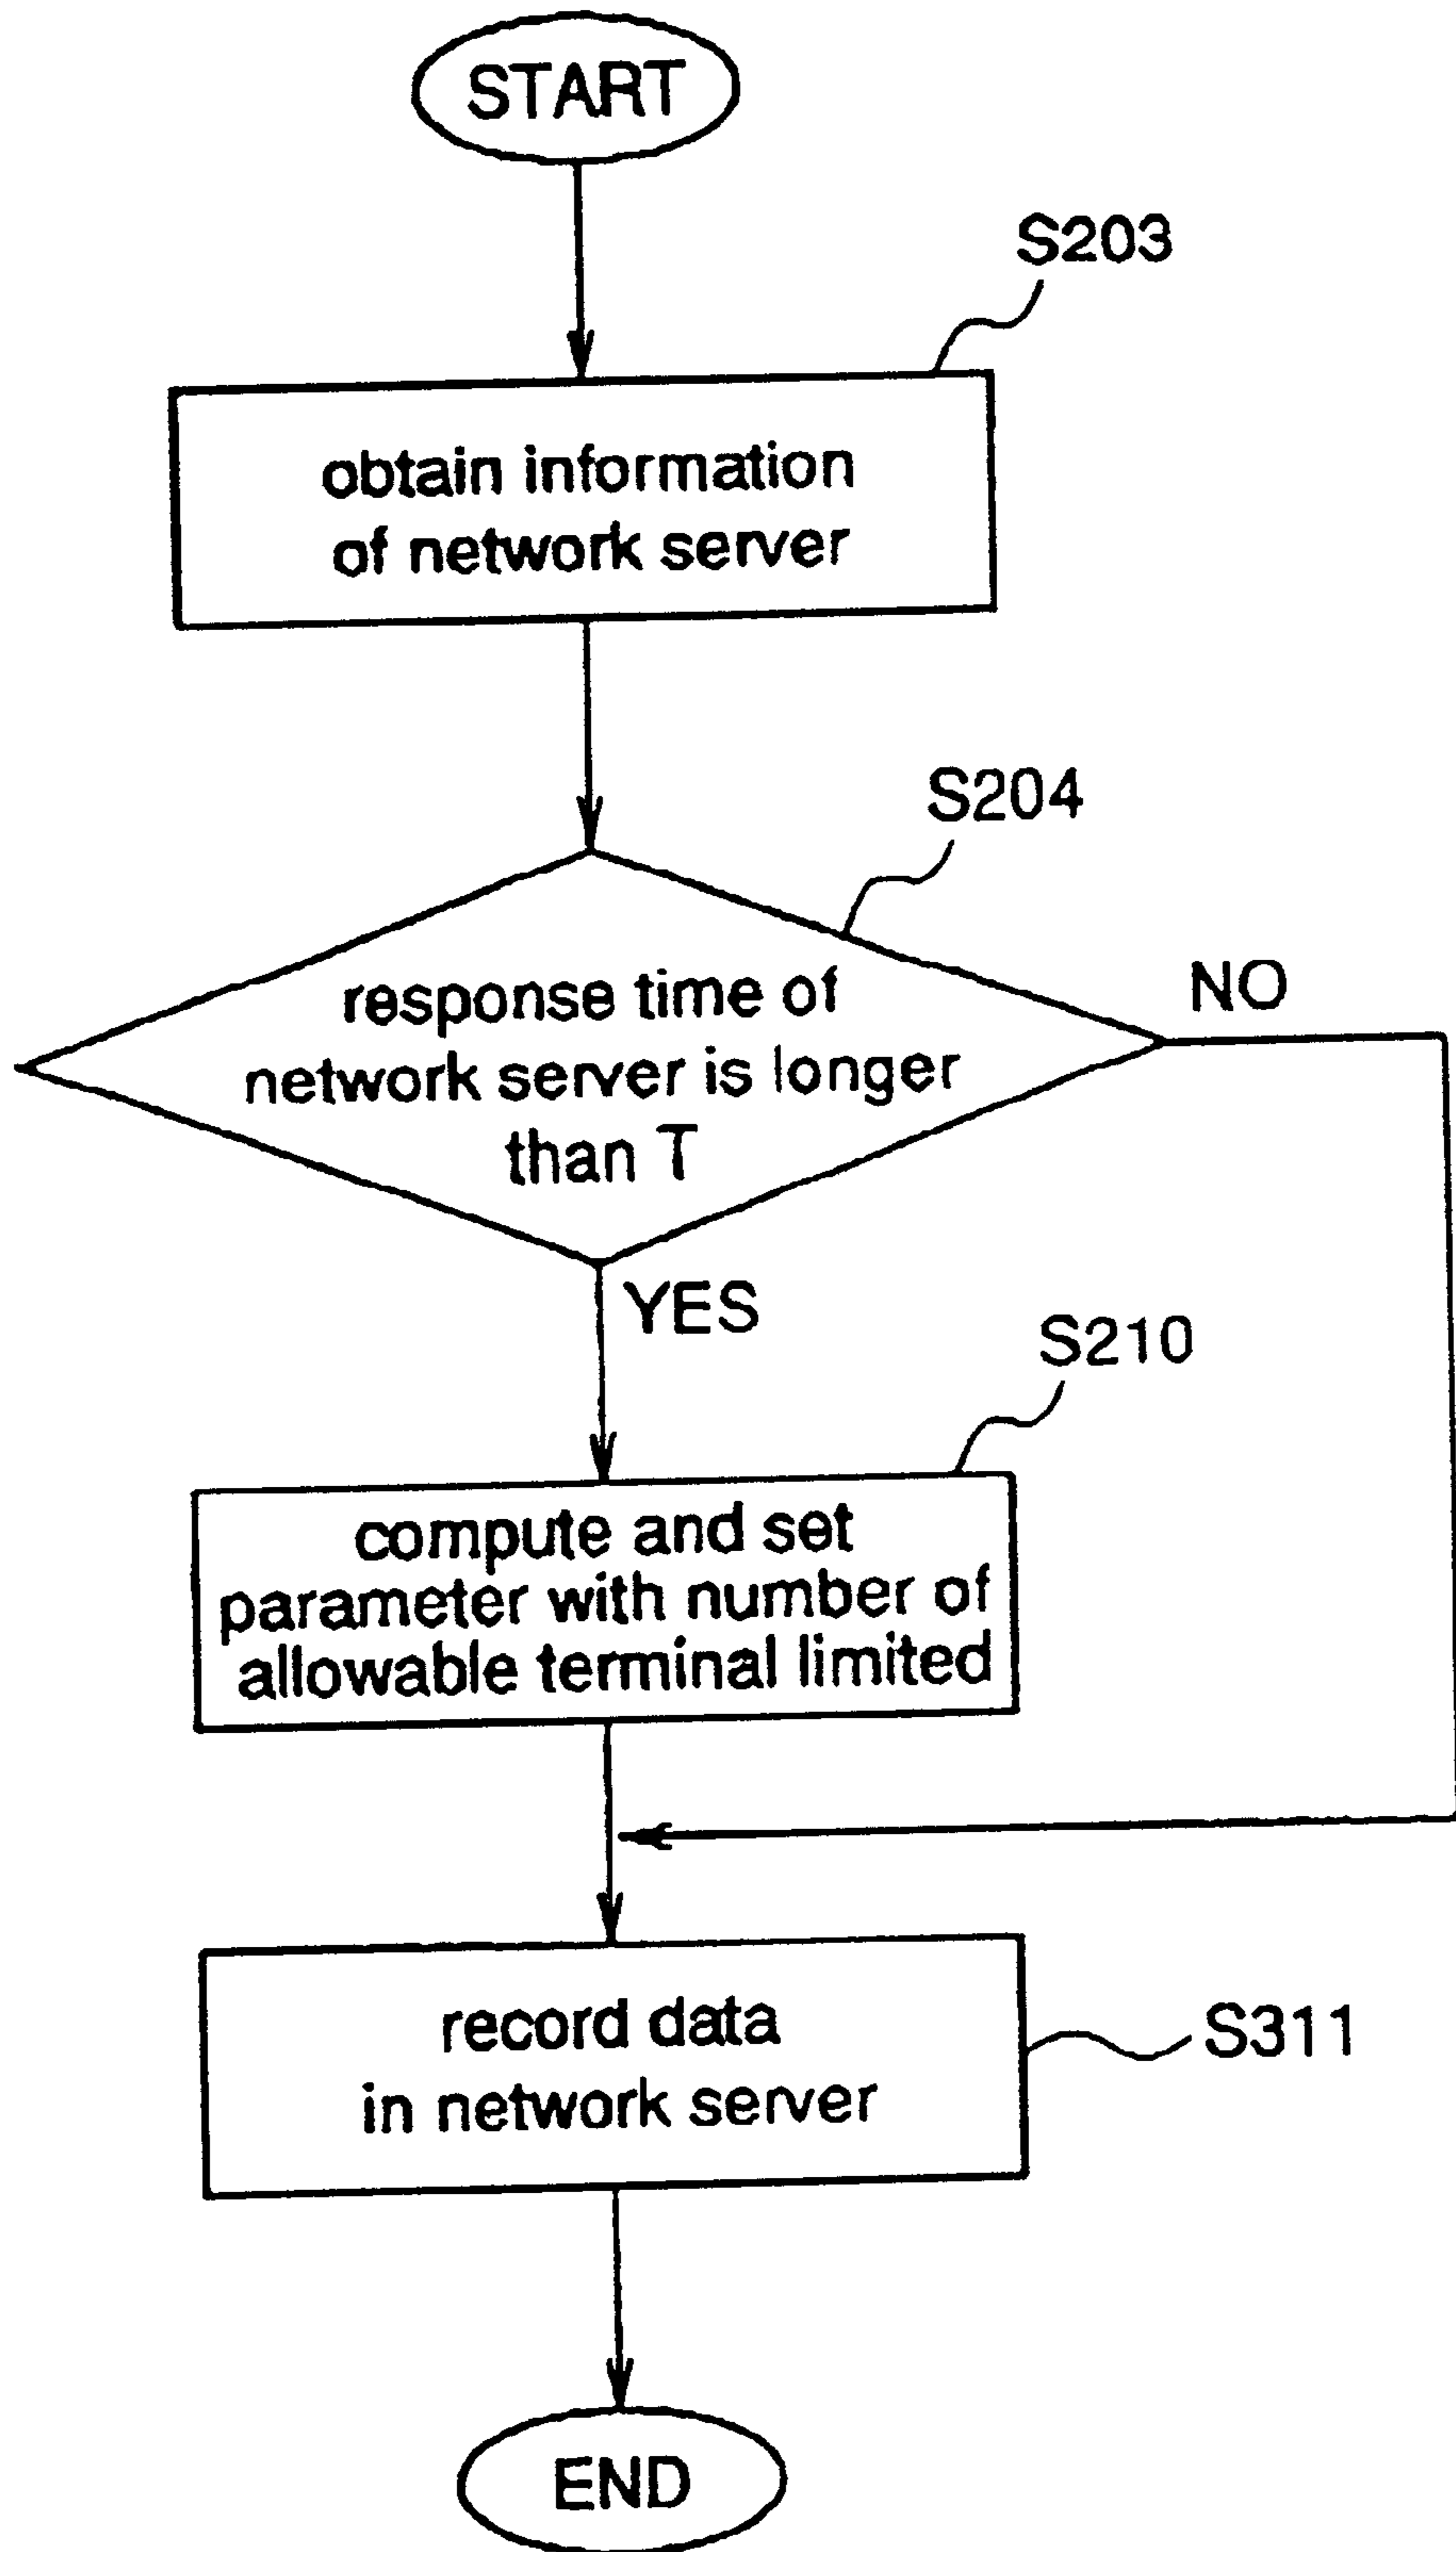 START
S203
obtain information
of network server
S204
response time of
network server is longer
than T
NO
YES
S210
compute and set
parameter with number of
allowable terminal limited
record data
in network server
S311
END